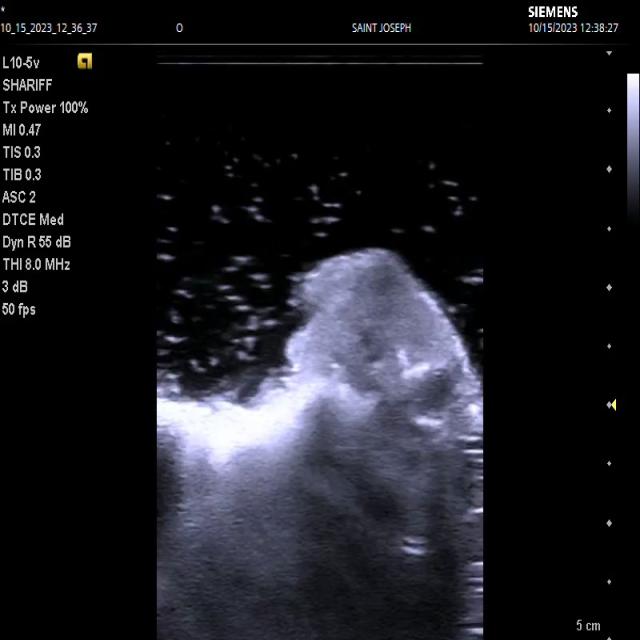 *
SIEMENS
10_15_2023_12_36_37 O SAINT JOSEPH 10/15/2023 12:38:27
L10-5v
SHARIFF
Tx Power 100%
MI 0.47
TIS 0.3
TIB 0.3
ASC 2
DTCE Med
Dyn R 55 dB
THI 8.0 MHz
3 dB
50 fps
5 cm